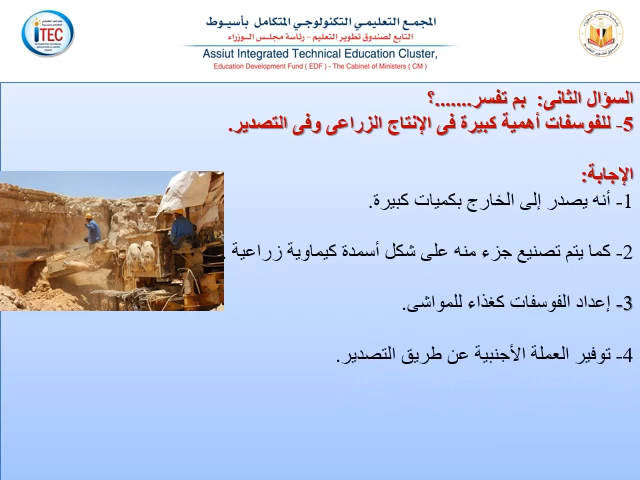 المجمع التعليمي التكنولوجي المتكامل بأسيوط
التابع لصندوق تطوير التعليم - رئاسة مجلس الوزراء
Assiut Integrated Technical Education Cluster,
Education Development Fund ( EDF ) - The Cabinet of Ministers ( CM )
iTEC
السؤال الثانى: بم تفسر.......؟
5- للفوسفات أهمية كبيرة فى الإنتاج الزراعى وفى التصدير.
الإجابة:
1- أنه يصدر إلى الخارج بكميات كبيرة.
2- كما يتم تصنيع جزء منه على شكل أسمدة كيماوية زراعية .
3- إعداد الفوسفات كغذاء للمواشى.
4- توفير العملة الأجنبية عن طريق التصدير.